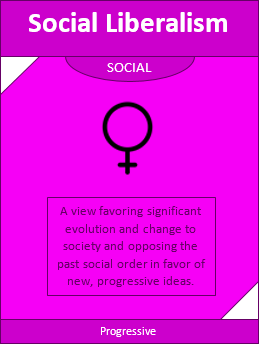 Social Liberalism
SOCIAL
A view favoring significant
evolution and change to
society and opposing the
past social order in favor of
new, progressive ideas.
Progressive